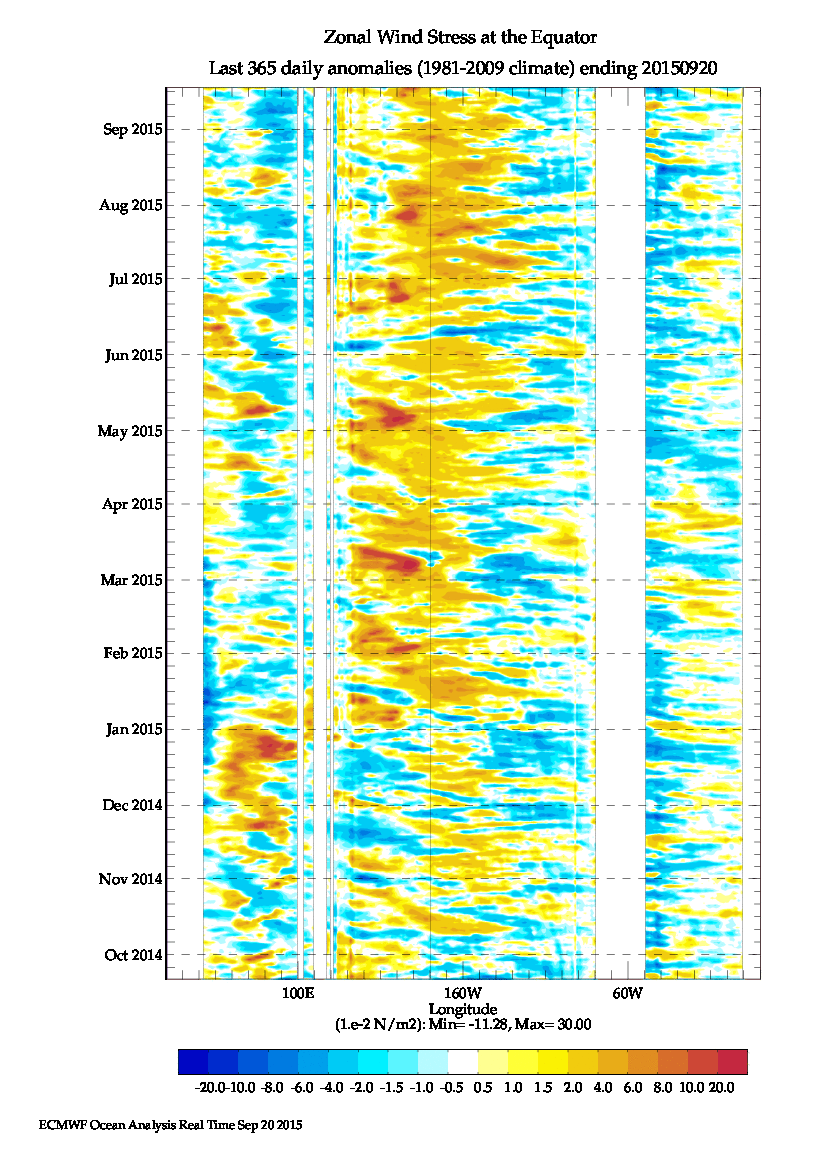 Zonal Wind Stress at the Equator
Last 365 daily anomalies (1981-2009 climate) ending 20150920
Sep 2015
Aug 2015
Jul 2015
Jun 2015
May 2015
Apr 2015
Mar 2015
Feb 2015
Jan 2015
Dec 2014
Nov 2014
Oct 2014
100E 160W 60W
Longitude
(1.e-2 N/m2): Min= -11.28, Max= 30.00
-20.0-10.0 -8.0 -6.0 -4.0 -2.0 -1.5 -1.0 -0.5 0.5 1.0 1.5 2.0 4.0 6.0 8.0 10.0 20.0
ECMWF Ocean Analysis Real Time Sep 20 2015